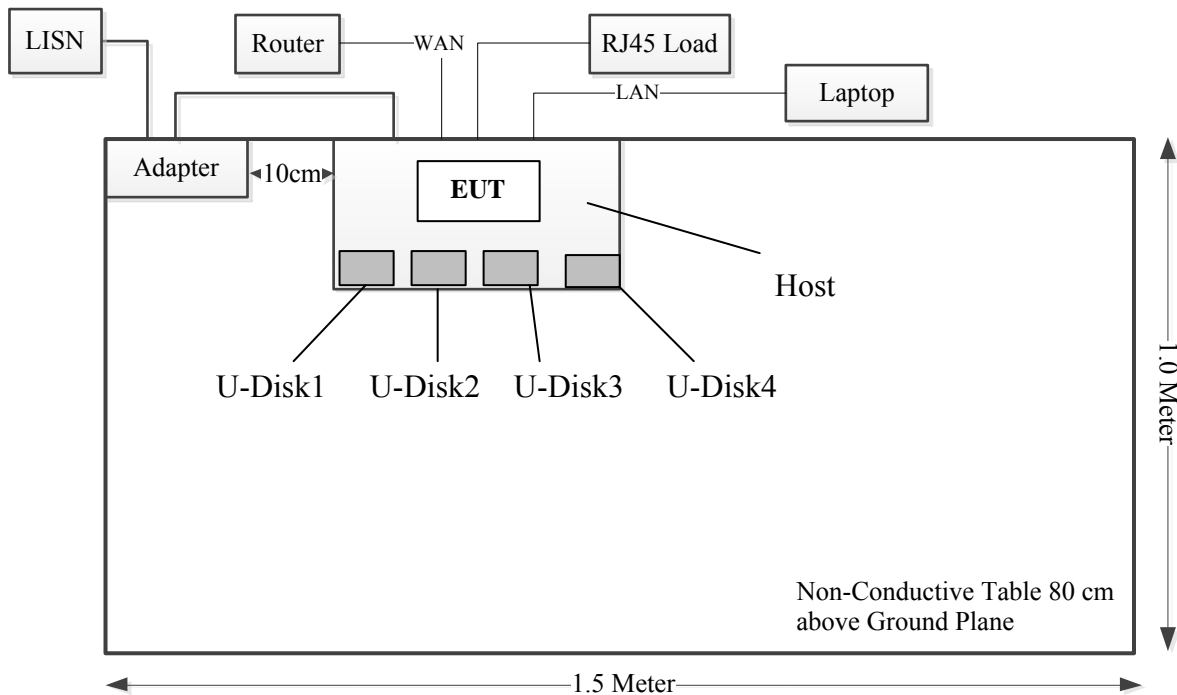 LISN
Router
WAN
RJ45 Load
LAN
Laptop
Adapter
10cm
EUT
Host
U-Disk1
U-Disk2
U-Disk3
U-Disk4
1.0 Meter
Non-Conductive Table 80 cm
above Ground Plane
1.5 Meter